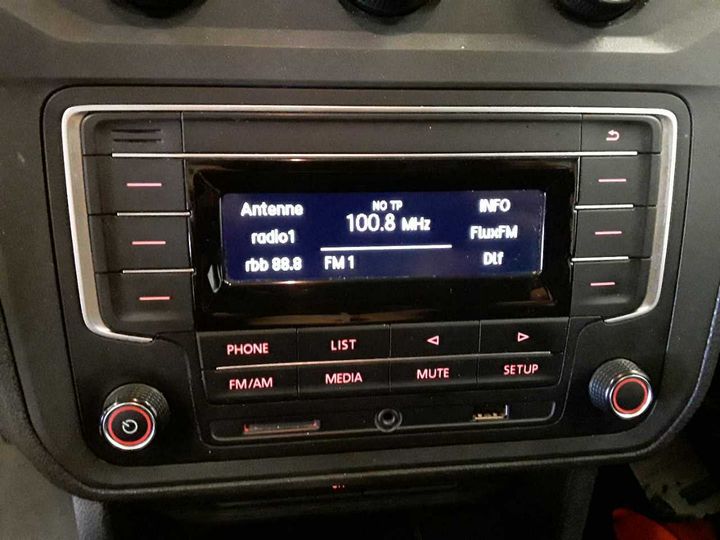 Antenne
NO TP
INFO
100.8 MHz
radio1
FluxFM
rbb 88.8
FM 1
Dlf
PHONE
LIST
FM/AM
MEDIA
MUTE
SETUP